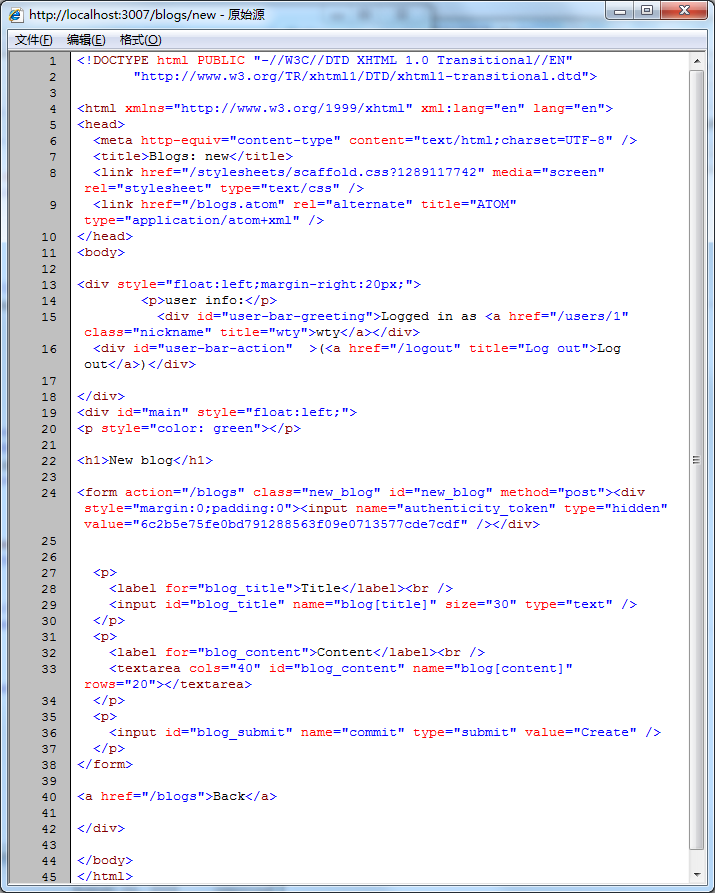 http://localhost:3007/blogs/new - 原始源
文件(F) 编辑(E) 格式(O)
1 <!DOCTYPE html PUBLIC "-//W3C//DTD XHTML 1.0 Transitional//EN"
2 "http://www.w3.org/TR/xhtml1/DTD/xhtml1-transitional.dtd">
3
4 <html xmlns="http://www.w3.org/1999/xhtml" xml:lang="en" lang="en">
5 <head>
6 <meta http-equiv="content-type" content="text/html;charset=UTF-8" />
7 <title>Blogs: new</title>
8 <link href="/stylesheets/scaffold.css?1289117742" media="screen"
rel="stylesheet" type="text/css" />
9 <link href="/blogs.atom" rel="alternate" title="ATOM"
type="application/atom+xml" />
10 </head>
11 <body>
12
13 <div style="float:left;margin-right:20px;">
14 <p>user info:</p>
15 <div id="user-bar-greeting">Logged in as <a href="/users/1"
class="nickname" title="wty">wty</a></div>
16 <div id="user-bar-action"  >(<a href="/logout" title="Log out">Log
out</a>)</div>
17
18 </div>
19 <div id="main" style="float:left;">
20 <p style="color: green"></p>
21
22 <h1>New blog</h1>
23
24 <form action="/blogs" class="new_blog" id="new_blog" method="post"><div
style="margin:0;padding:0"><input name="authenticity_token" type="hidden"
value="6c2b5e75fe0bd791288563f09e0713577cde7cdf" /></div>
25
26
27 <p>
28 <label for="blog_title">Title</label><br />
29 <input id="blog_title" name="blog[title]" size="30" type="text" />
30 </p>
31 <p>
32 <label for="blog_content">Content</label><br />
33 <textarea cols="40" id="blog_content" name="blog[content]"
rows="20"></textarea>
34 </p>
35 <p>
36 <input id="blog_submit" name="commit" type="submit" value="Create" />
37 </p>
38 </form>
39
40 <a href="/blogs">Back</a>
41
42 </div>
43
44 </body>
45 </html>